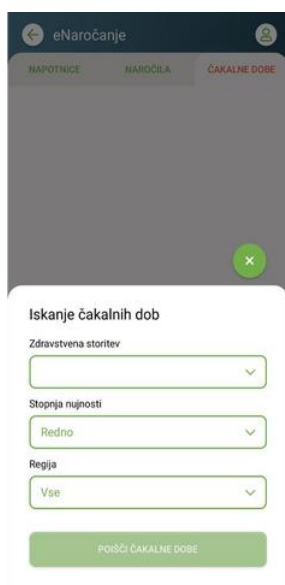 eNaročanje
NAPOTNICE NAROČILA ČAKALNE DOBE
Iskanje čakalnih dob
Zdravstvena storitev
Stopnja nujnosti
Redno
Regija
Vse
POIŠČI ČAKALNE DOBE